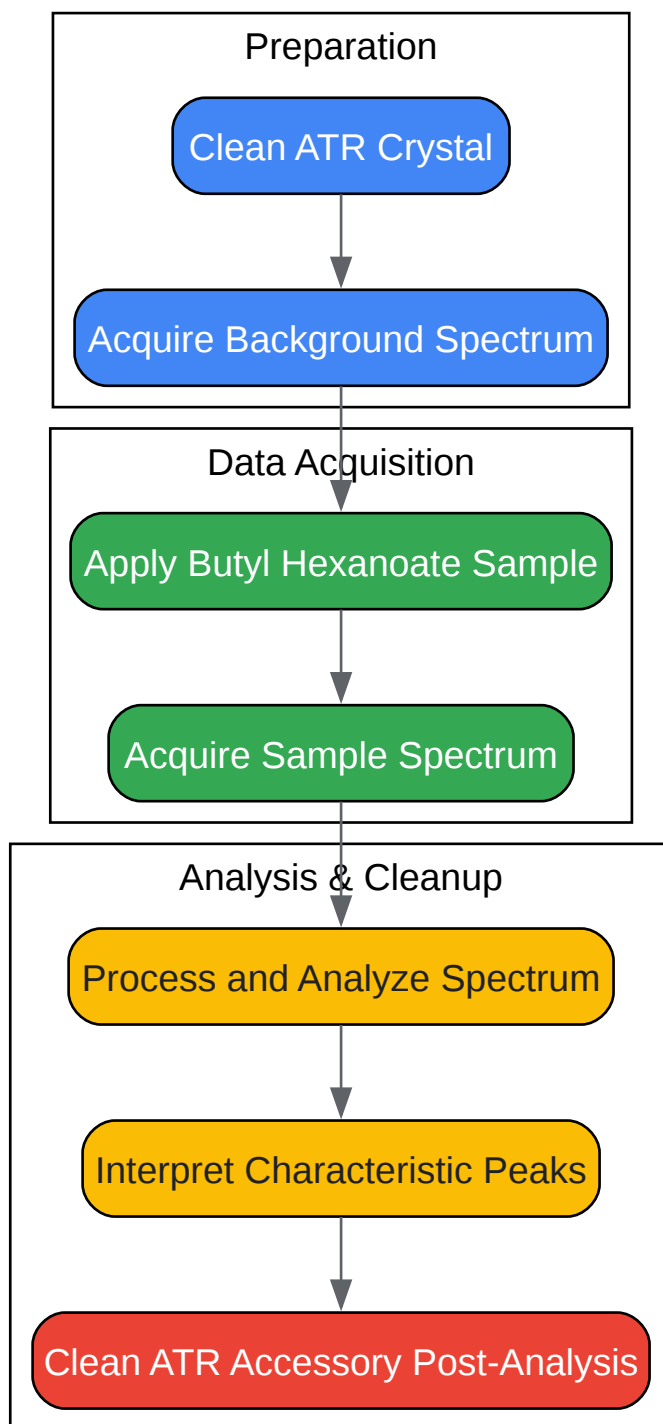 Preparation
Clean ATR Crystal
Acquire Background Spectrum
Data Acquisition
Apply Butyl Hexanoate Sample
Acquire Sample Spectrum
Analysis & Cleanup
Process and Analyze Spectrum
Interpret Characteristic Peaks
Clean ATR Accessory Post-Analysis